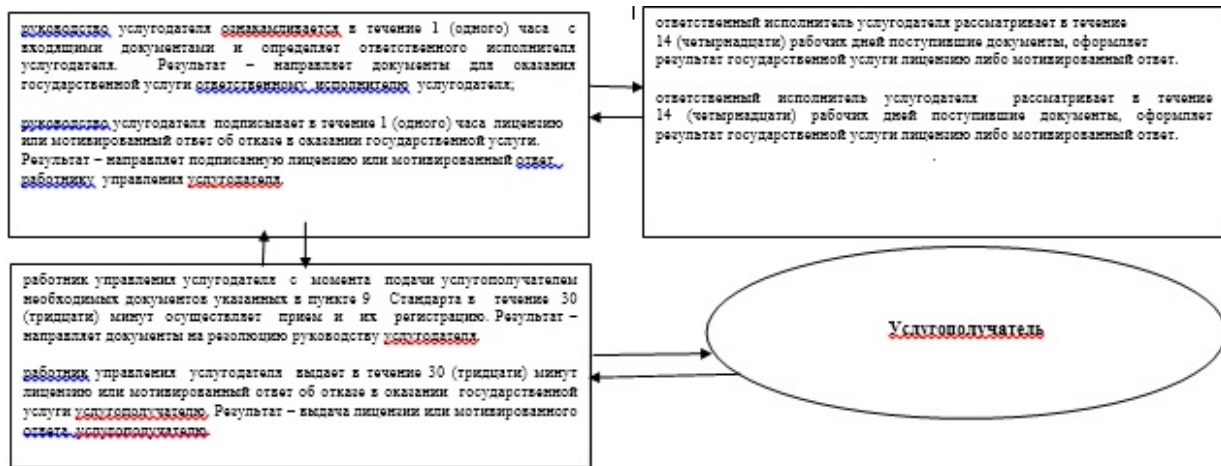 руководство услугодателя ознакамливается в течение 1 (одного) часа с
входящими документами и определяет ответственного исполнителя
услугодателя. Результат – направляет документы для оказания
государственной услуги ответственному исполнителю услугодателя;
руководство услугодателя подписывает в течение 1 (одного) часа лицензию
или мотивированный ответ об отказе в оказании государственной услуги.
Результат – направляет подписанную лицензию или мотивированный ответ
работнику управления услугодателя.
ответственный исполнитель услугодателя рассматривает в течение
14 (четырнадцати) рабочих дней поступившие документы, оформляет
результат государственной услуги лицензию либо мотивированный ответ.
ответственный исполнитель услугодателя рассматривает в течение
14 (четырнадцати) рабочих дней поступившие документы, оформляет
результат государственной услуги лицензию либо мотивированный ответ.
работник управления услугодателя с момента подачи услугополучателем
необходимых документов указанных в пункте 9 Стандарта в течение 30
(тридцати) минут осуществляет прием и их регистрацию. Результат –
направляет документы на резолюцию руководству услугодателя.
работник управления услугодателя выдает в течение 30 (тридцати) минут
лицензию или мотивированный ответ об отказе в оказании государственной
услуги услугополучателю. Результат – выдача лицензии или мотивированного
ответа услугополучателю.
Услугополучатель